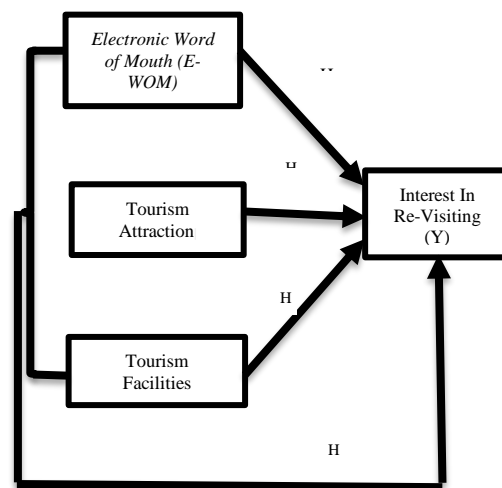 Electronic Word
of Mouth (E-
WOM)
H
Tourism
Attraction
Interest In
Re-Visiting
(Y)
H
Tourism
Facilities
H